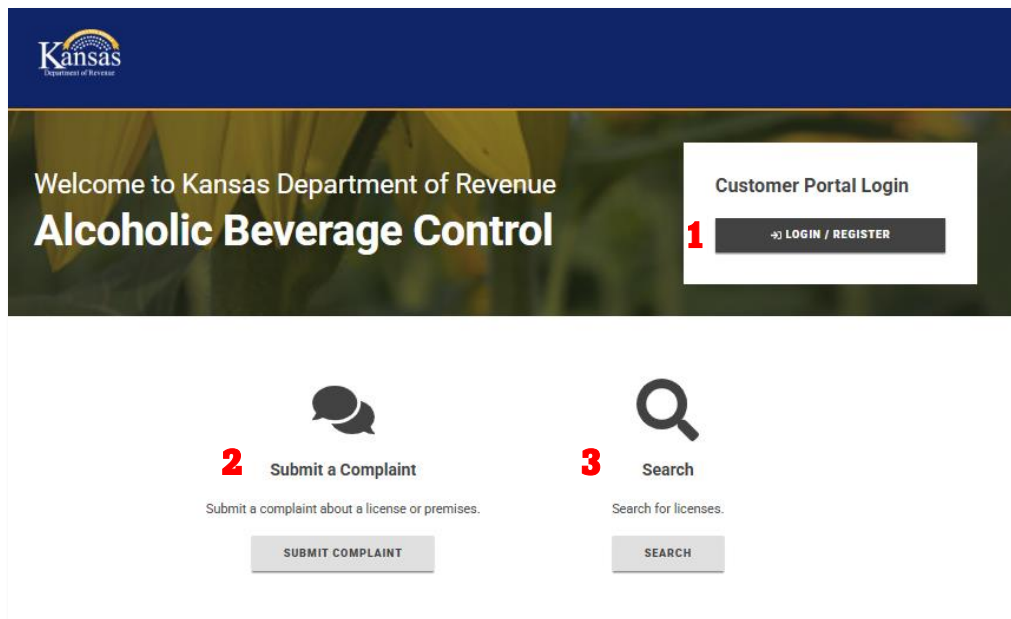 Kansas
Department of Revenue
Welcome to Kansas Department of Revenue
Alcoholic Beverage Control
Customer Portal Login
1
LOGIN / REGISTER
2
Submit a Complaint
Submit a complaint about a license or premises.
SUBMIT COMPLAINT
3
Search
Search for licenses.
SEARCH